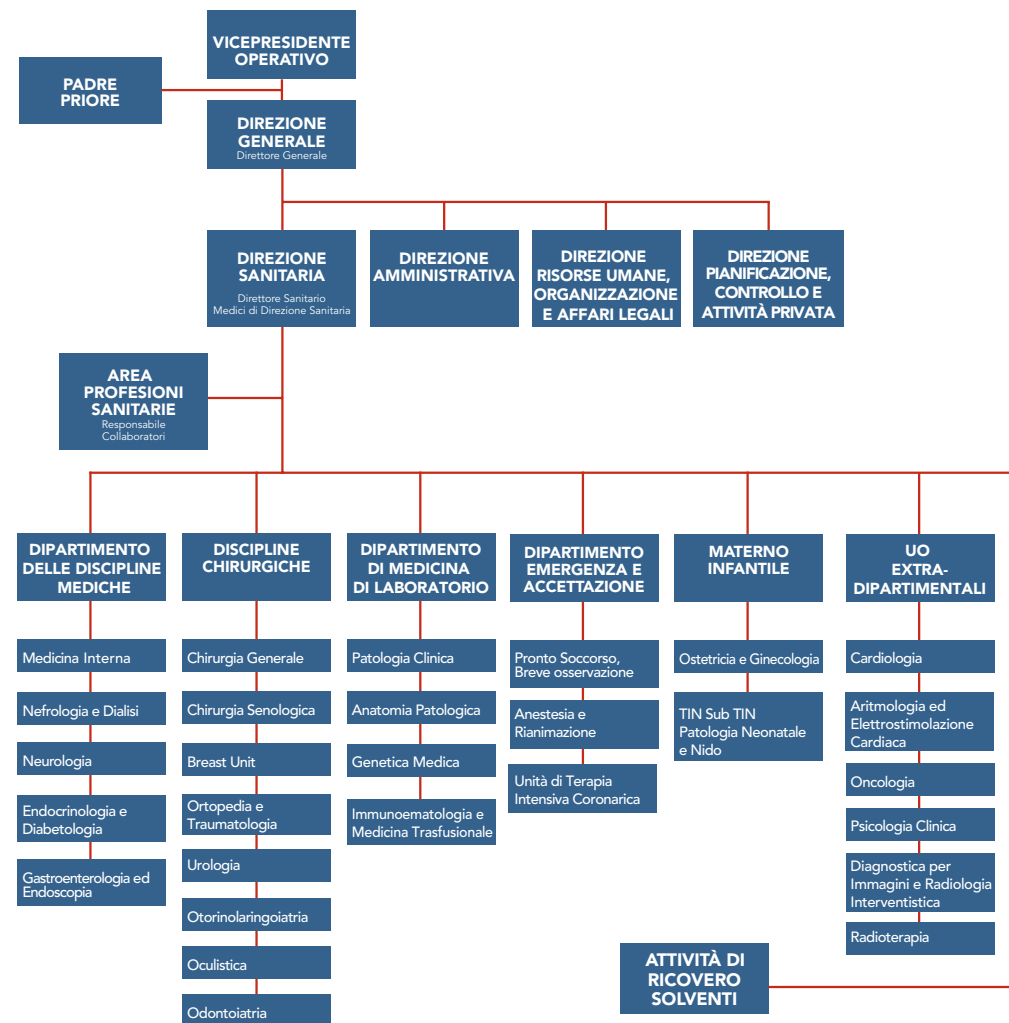 VICEPRESIDENTE
OPERATIVO
PADRE
PRIORE
DIREZIONE
GENERALE
Direttore Generale
DIREZIONE
SANITARIA
Direttore Sanitario
Medici di Direzione Sanitaria
DIREZIONE
AMMINISTRATIVA
DIREZIONE
RISORSE UMANE,
ORGANIZZAZIONE
E AFFARI LEGALI
DIREZIONE
PIANIFICAZIONE,
CONTROLLO E
ATTIVITÀ PRIVATA
AREA
PROFESIONI
SANITARIE
Responsabile
Collaboratori
DIPARTIMENTO
DELLE DISCIPLINE
MEDICHE
Medicina Interna
Nefrologia e Dialisi
Neurologia
Endocrinologia e
Diabetologia
Gastroenterologia ed
Endoscopia
DISCIPLINE
CHIRURGICHE
Chirurgia Generale
Chirurgia Senologica
Breast Unit
Ortopedia e
Traumatologia
Urologia
Otorinolaringoiatria
Oculistica
Odontoiatria
DIPARTIMENTO
DI MEDICINA
DI LABORATORIO
Patologia Clinica
Anatomia Patologica
Genetica Medica
Immunoematologia e
Medicina Trasfusionale
DIPARTIMENTO
EMERGENZA E
ACCETTAZIONE
Pronto Soccorso,
Breve osservazione
Anestesia e
Rianimazione
Unità di Terapia
Intensiva Coronarica
MATERNO
INFANTILE
Ostetricia e Ginecologia
TIN Sub TIN
Patologia Neonatale
e Nido
UO
EXTRA-
DIPARTIMENTALI
Cardiologia
Aritmologia ed
Elettrostimolazione
Cardiaca
Oncologia
Psicologia Clinica
Diagnostica per
Immagini e Radiologia
Interventistica
Radioterapia
ATTIVITÀ DI
RICOVERO
SOLVENTI